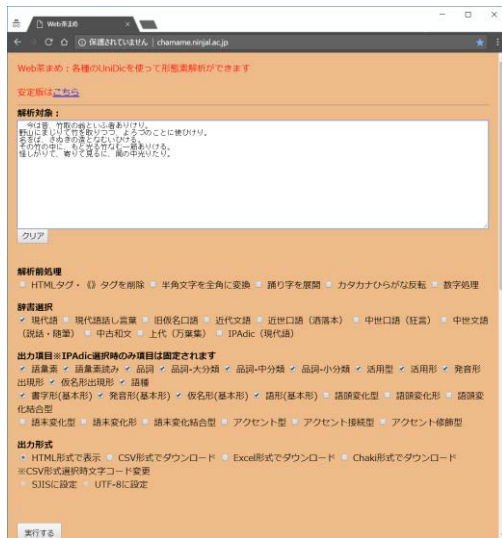 Web茶まめ
保護されていません | chamame.ninjal.ac.jp
Web茶まめ:各種のUniDicを使って形態素解析ができます
安定版はこちら
解析対象:
今は昔、竹取の翁といふ者ありけり。
野山にまじりて竹を取りつつ、よろづのことに使ひけり。
名をば、さぬきの造となむいひける。
その竹の中に、もと光る竹なむ一筋ありける。
怪しがりて、寄りて見るに、筒の中光りたり。
クリア
解析前処理
HTMLタグ・《》タグを削除 半角文字を全角に変換 踊り字を展開 カタカナひらがな反転 数字処理
辞書選択
現代語 現代語話し言葉 旧仮名口語 近代文語 近世口語(洒落本) 中世口語(狂言) 中世文語
(説話・随筆) 中古和文 上代(万葉集) IPAdic(現代語)
出力項目※IPAdic選択時のみ項目は固定されます
語彙素 語彙素読み 品詞 品詞-大分類 品詞-中分類 品詞-小分類 活用型 活用形 発音形
出現形 仮名形出現形 語種
書字形(基本形) 発音形(基本形) 仮名形(基本形) 語形(基本形) 語頭変化型 語頭変化形 語頭変
化結合型
語末変化型 語末変化形 語末変化結合型 アクセント型 アクセント接続型 アクセント修飾型
出力形式
HTML形式で表示 CSV形式でダウンロード Excel形式でダウンロード Chaki形式でダウンロード
※CSV形式選択時文字コード変更
SJISに設定 UTF-8に設定
実行する